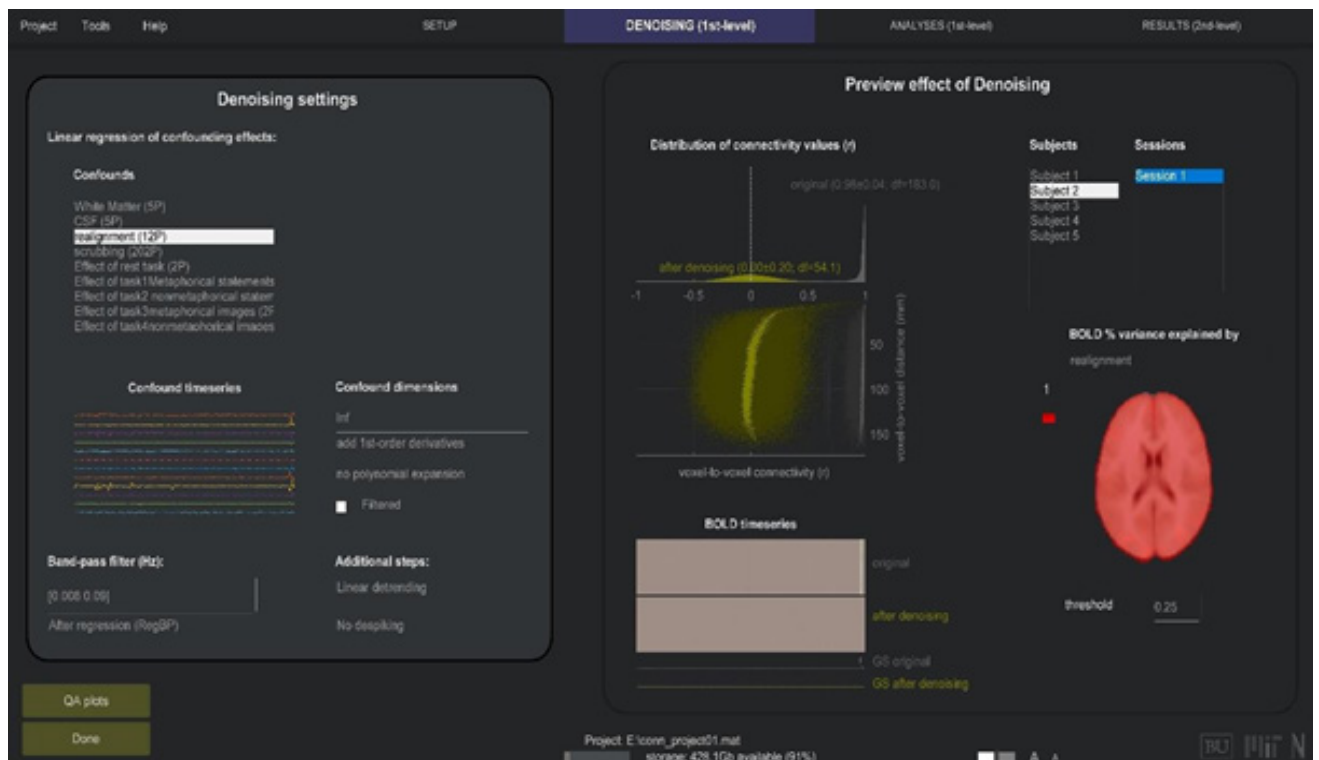 Project Tools Help SETUP DENOISING (1st-level) ANALYSES (1st-level) RESULTS (2nd-level)
Denoising settings
Linear regression of confounding effects:
Confounds
White Matter (5P)
CSF (5P)
realignment (12P)
scrubbing (202P)
Effect of rest task (2P)
Effect of task1Metaphorical statements
Effect of task2 nonmetaphorical statem
Effect of task3metaphorical images (2F
Effect of task4nonmetaphorical images
Confound timeseries
Confound dimensions
Inf
add 1st-order derivatives
no polynomial expansion
Filtered
Band-pass filter (Hz):
[0.008 0.09]
After regression (RegBP)
Additional steps:
Linear detrending
No despiking
QA plots
Done
Preview effect of Denoising
Distribution of connectivity values (r)
original (0.98±0.04; df=183.0)
after denoising (0.00±0.20; df=54.1)
-1 -0.5 0 0.5 1
50
100
150
voxel-to-voxel distance (mm)
voxel-to-voxel connectivity (r)
Subjects
Subject 1
Subject 2
Subject 3
Subject 4
Subject 5
Sessions
Session 1
BOLD % variance explained by
realignment
1
threshold 0.25
BOLD timeseries
original
after denoising
GS original
GS after denoising
Project: E:\conn_project01.mat
storage: 428.1Gb available (91%)
BU MIT N